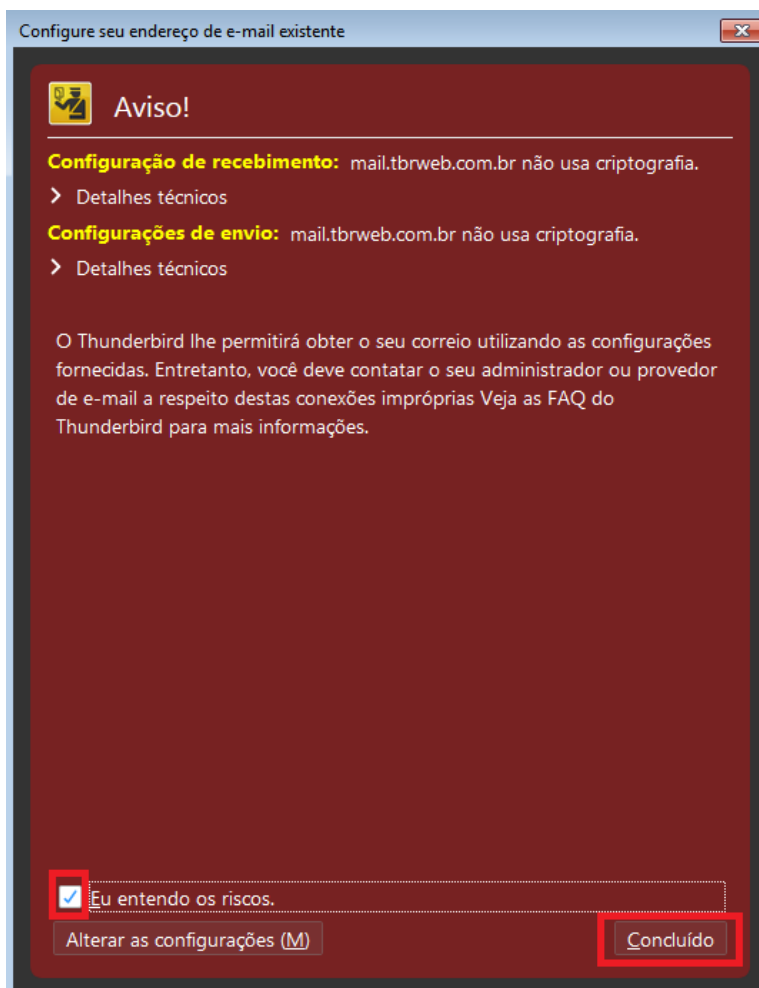 Configure seu endereço de e-mail existente
Aviso!
Configuração de recebimento: mail.tbrweb.com.br não usa criptografia.
Detalhes técnicos
Configurações de envio: mail.tbrweb.com.br não usa criptografia.
Detalhes técnicos
O Thunderbird lhe permitirá obter o seu correio utilizando as configurações
fornecidas. Entretanto, você deve contatar o seu administrador ou provedor
de e-mail a respeito destas conexões impróprias Veja as FAQ do
Thunderbird para mais informações.
Eu entendo os riscos.
Alterar as configurações (M)
Concluído